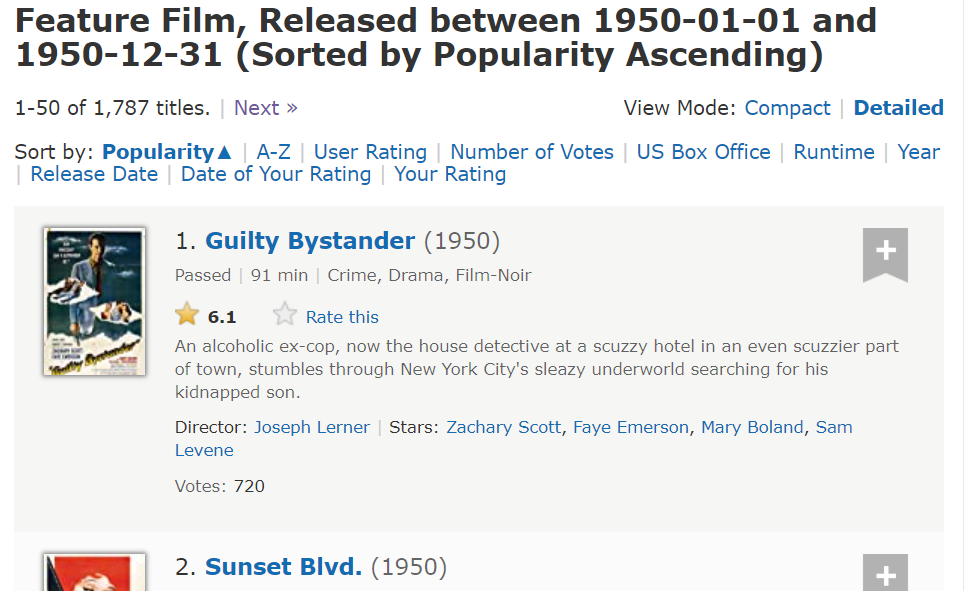 Feature Film, Released between 1950-01-01 and
1950-12-31 (Sorted by Popularity Ascending)
1-50 of 1,787 titles. | Next » View Mode: Compact | Detailed
Sort by: Popularity▲ | A-Z | User Rating | Number of Votes | US Box Office | Runtime | Year
| Release Date | Date of Your Rating | Your Rating
1. Guilty Bystander (1950)
Passed | 91 min | Crime, Drama, Film-Noir
6.1 Rate this
An alcoholic ex-cop, now the house detective at a scuzzy hotel in an even scuzzier part
of town, stumbles through New York City's sleazy underworld searching for his
kidnapped son.
Director: Joseph Lerner | Stars: Zachary Scott, Faye Emerson, Mary Boland, Sam
Levene
Votes: 720
Guilty Bystander
2. Sunset Blvd. (1950)